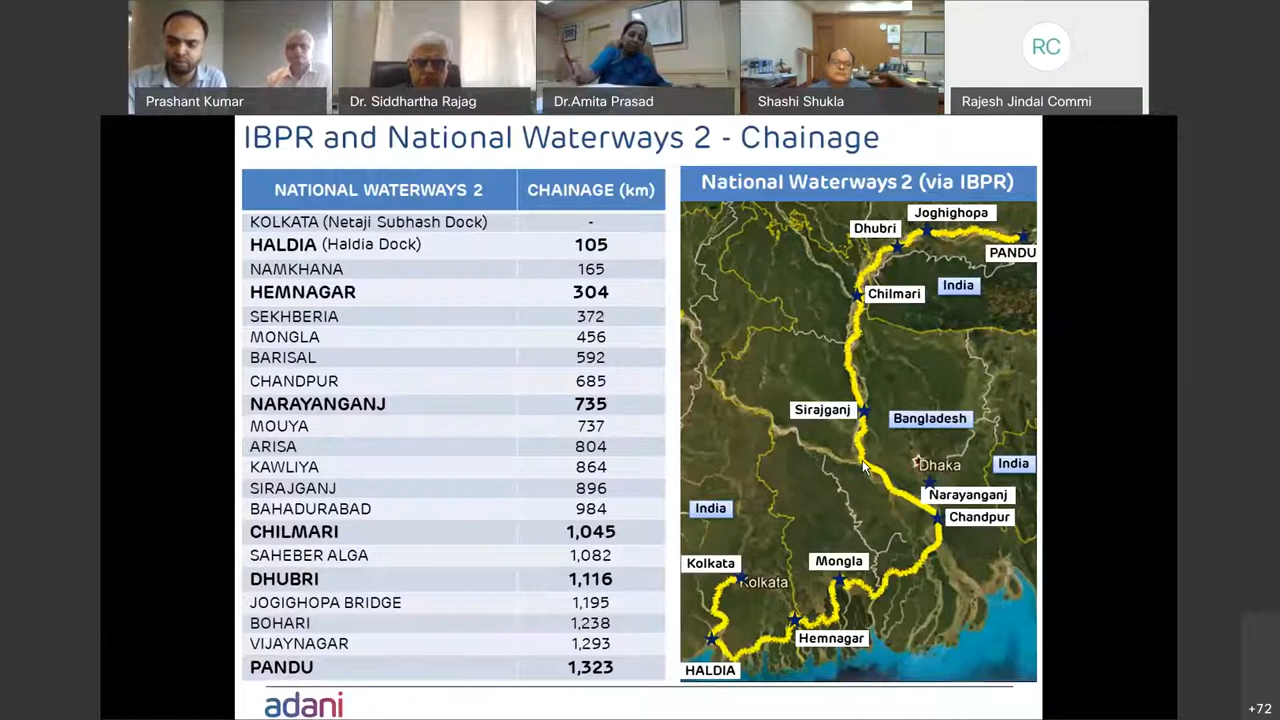 RC
Prashant Kumar
Dr. Siddhartha Rajag
Dr.Amita Prasad
Shashi Shukla
Rajesh Jindal Commi
IBPR and National Waterways 2 - Chainage
NATIONAL WATERWAYS 2 CHAINAGE (km)
KOLKATA (Netaji Subhash Dock) -
HALDIA (Haldia Dock) 105
NAMKHANA 165
HEMNAGAR 304
SEKHBERIA 372
MONGLA 456
BARISAL 592
CHANDPUR 685
NARAYANGANJ 735
MOUYA 737
ARISA 804
KAWLIYA 864
SIRAJGANJ 896
BAHADURABAD 984
CHILMARI 1,045
SAHEBER ALGA 1,082
DHUBRI 1,116
JOGIGHOPA BRIDGE 1,195
BOHARI 1,238
VIJAYNAGAR 1,293
PANDU 1,323
National Waterways 2 (via IBPR)
Joghighopa
Dhubri
PANDU
India
Chilmari
Sirajganj
Bangladesh
Dhaka
India
Narayanganj
India
Chandpur
Kolkata
Mongla
Kolkata
Hemnagar
HALDIA
adani
+72